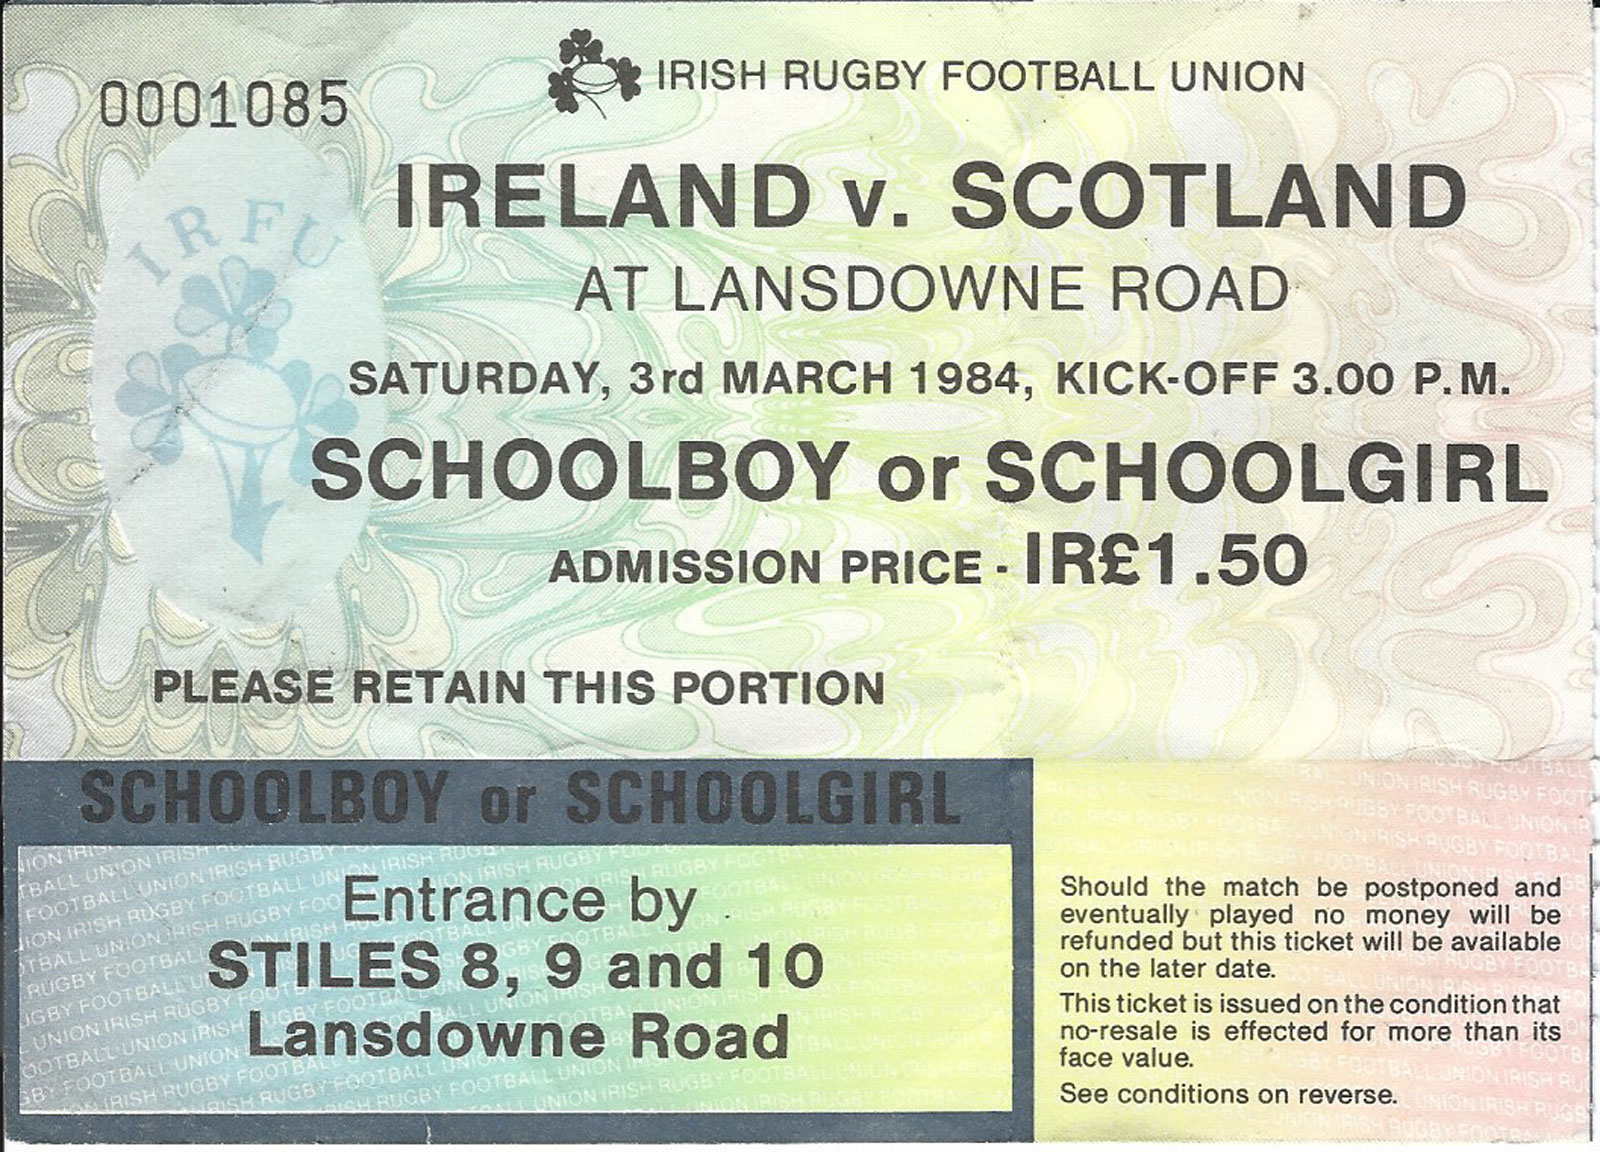 0001085
IRISH RUGBY FOOTBALL UNION
IRFU
IRELAND v. SCOTLAND
AT LANSDOWNE ROAD
SATURDAY, 3rd MARCH 1984, KICK-OFF 3.00 P.M.
SCHOOLBOY or SCHOOLGIRL
ADMISSION PRICE - IR£1.50
PLEASE RETAIN THIS PORTION
SCHOOLBOY or SCHOOLGIRL
Entrance by
STILES 8, 9 and 10
Lansdowne Road
Should the match be postponed and
eventually played no money will be
refunded but this ticket will be available
on the later date.
This ticket is issued on the condition that
no-resale is effected for more than its
face value.
See conditions on reverse.